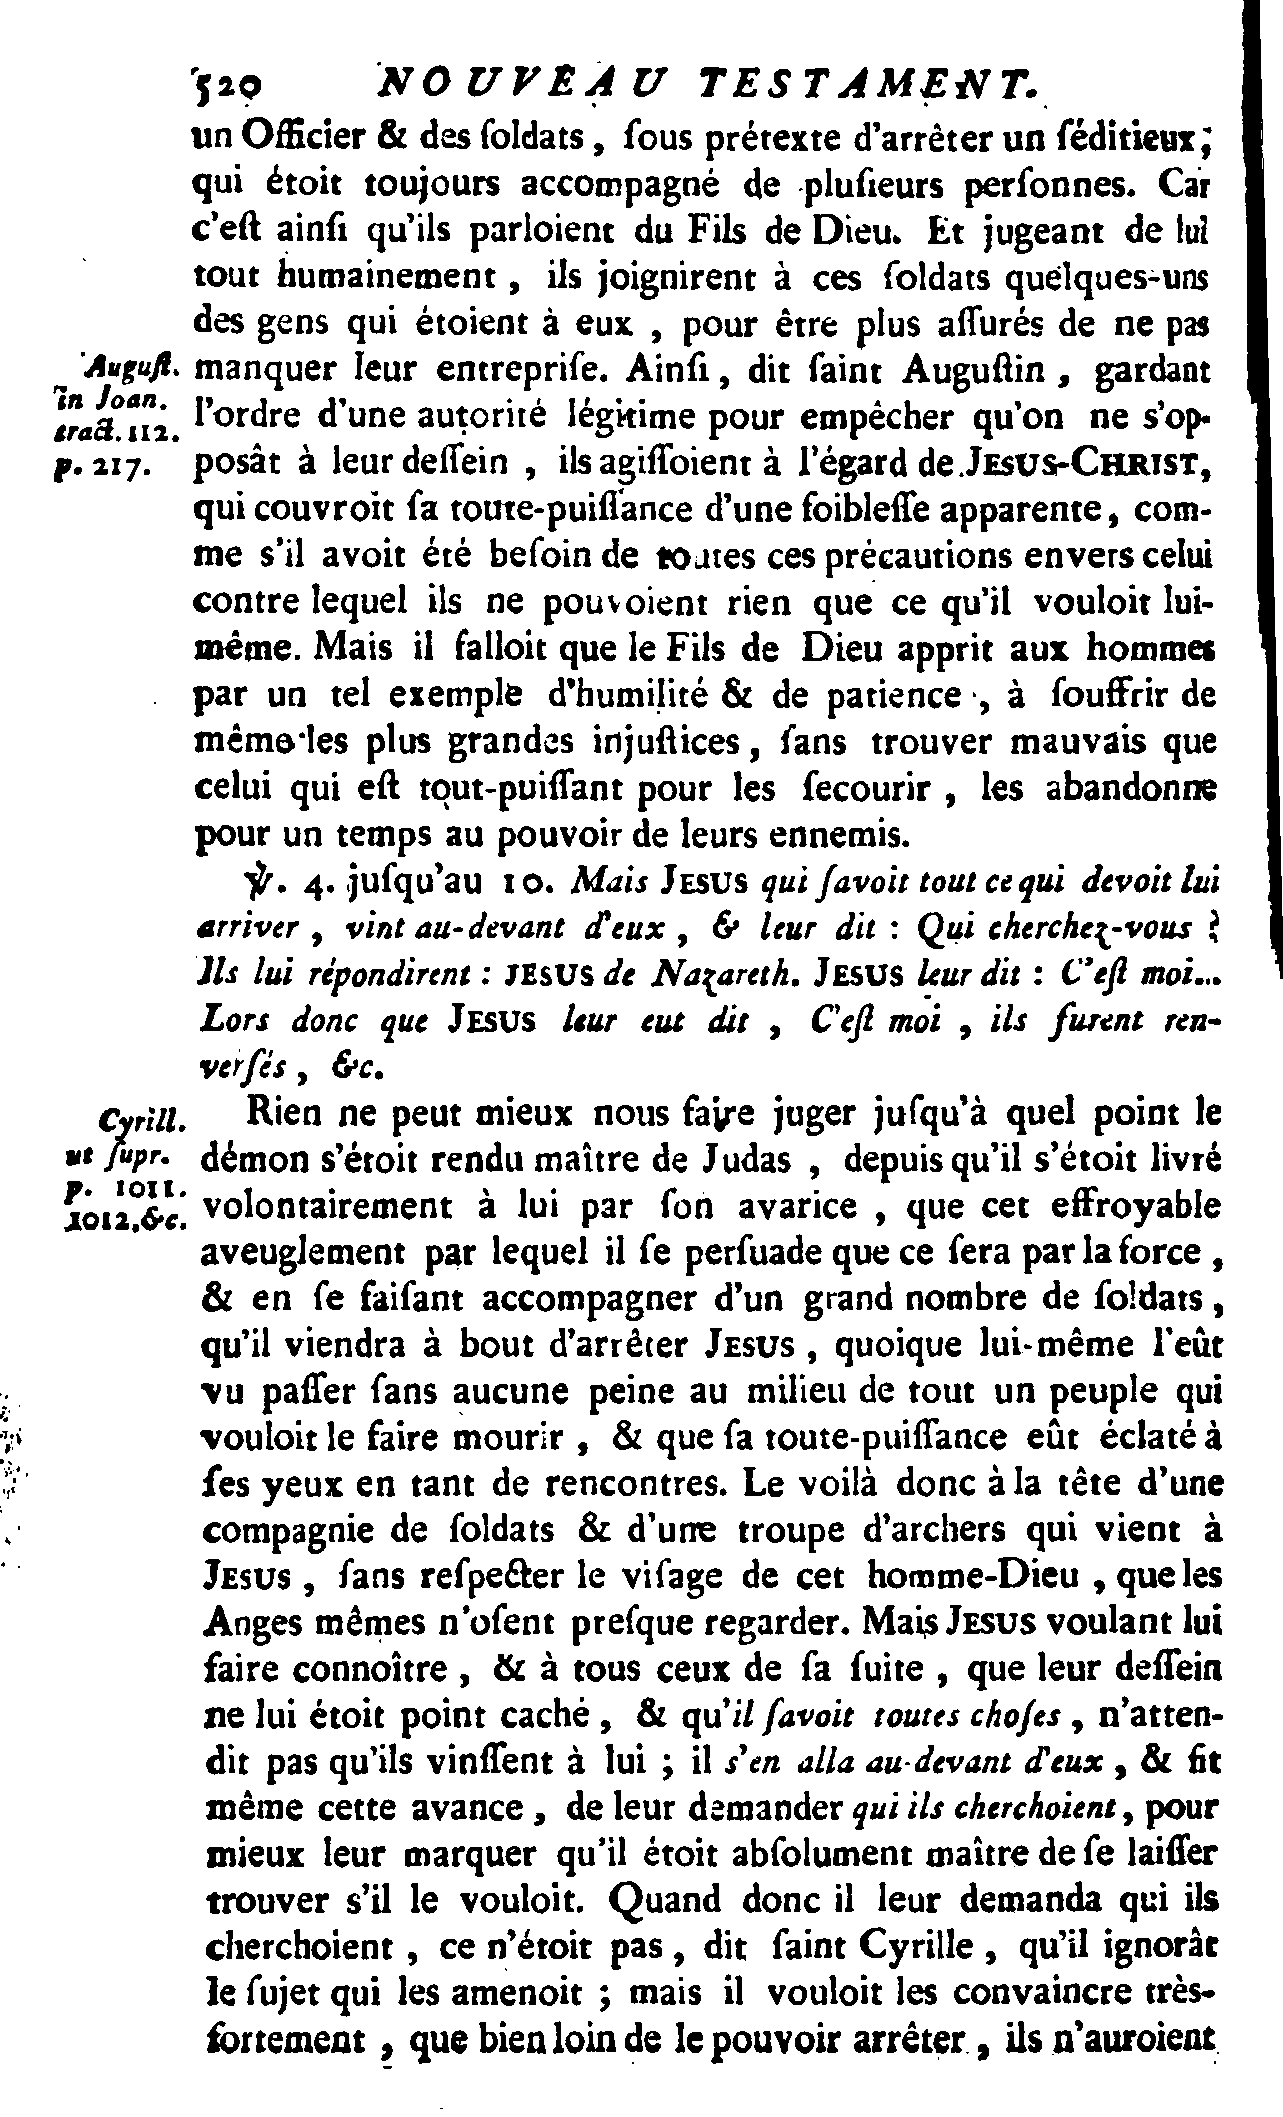 520 NOUVEAU TESTAMENT.
un Officier & des ſoldats, ſous prétexte d'arrêter un ſéditieux;
qui étoit toujours accompagné de pluſieurs perſonnes. Car
c'eſt ainſi qu'ils parloient du Fils de Dieu. Et jugeant de lui
tout humainement, ils joignirent à ces ſoldats quelques-uns
des gens qui étoient à eux, pour être plus aſſurés de ne pas
Auguſt. manquer leur entrepriſe. Ainſi, dit ſaint Auguſtin, gardant
in Joan. l'ordre d'une autorité légitime pour empêcher qu'on ne s'op-
tract. 112.
p. 217. posât à leur deſſein, ils agiſſoient à l'égard de JESUS-CHRIST,
qui couvroit ſa toute-puiſſance d'une foibleſſe apparente, com-
me s'il avoit été beſoin de toutes ces précautions envers celui
contre lequel ils ne pouvoient rien que ce qu'il vouloit lui-
même. Mais il falloit que le Fils de Dieu apprit aux hommes
par un tel exemple d'humilité & de patience, à ſouffrir de
même les plus grandes injuſtices, ſans trouver mauvais que
celui qui eſt tout-puiſſant pour les ſecourir, les abandonne
pour un temps au pouvoir de leurs ennemis.
℣. 4. juſqu'au 10. Mais JESUS qui ſavoit tout ce qui devoit lui
arriver, vint au-devant d'eux, & leur dit : Qui cherchez-vous ?
Ils lui répondirent : JESUS de Nazareth. JESUS leur dit : C'eſt moi...
Lors donc que JESUS leur eut dit, C'eſt moi, ils furent ren-
verſés, &c.
Cyrill. Rien ne peut mieux nous faire juger juſqu'à quel point le
ut ſupr. démon s'étoit rendu maître de Judas, depuis qu'il s'étoit livré
p. 1011. volontairement à lui par ſon avarice, que cet effroyable
1012, &c.
aveuglement par lequel il ſe perſuade que ce ſera par la force,
& en ſe faiſant accompagner d'un grand nombre de ſoldats,
qu'il viendra à bout d'arrêter JESUS, quoique lui-même l'eût
vu paſſer ſans aucune peine au milieu de tout un peuple qui
vouloit le faire mourir, & que ſa toute-puiſſance eût éclaté à
ſes yeux en tant de rencontres. Le voilà donc à la tête d'une
compagnie de ſoldats & d'une troupe d'archers qui vient à
JESUS, ſans reſpecter le viſage de cet homme-Dieu, que les
Anges mêmes n'oſent preſque regarder. Mais JESUS voulant lui
faire connoître, & à tous ceux de ſa ſuite, que leur deſſein
ne lui étoit point caché, & qu'il ſavoit toutes choſes, n'atten-
dit pas qu'ils vinſſent à lui ; il s'en alla au-devant d'eux, & fit
même cette avance, de leur demander qui ils cherchoient, pour
mieux leur marquer qu'il étoit abſolument maître de ſe laiſſer
trouver s'il le vouloit. Quand donc il leur demanda qui ils
cherchoient, ce n'étoit pas, dit ſaint Cyrille, qu'il ignorât
le ſujet qui les amenoit ; mais il vouloit les convaincre très-
fortement, que bien loin de le pouvoir arrêter, ils n'auroient